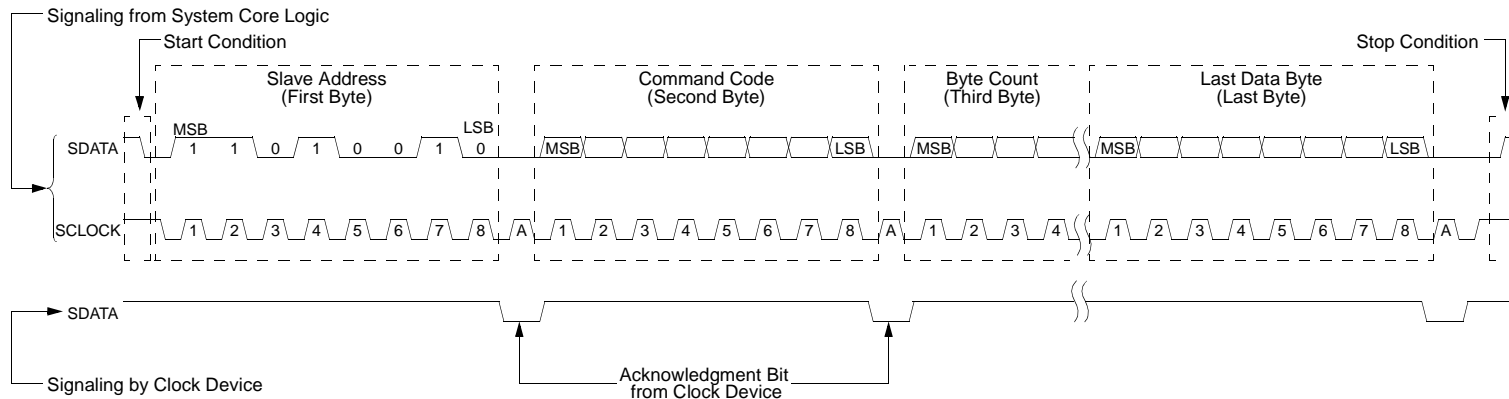 Signaling from System Core Logic
Start Condition
Stop Condition
Slave Address
(First Byte)
Command Code
(Second Byte)
Byte Count
(Third Byte)
Last Data Byte
(Last Byte)
SDATA
MSB
1 1 0 1 0 0 1 0
LSB
MSB
LSB
MSB
MSB
LSB
SCLOCK
1 2 3 4 5 6 7 8 A 1 2 3 4 5 6 7 8 A 1 2 3 4 1 2 3 4 5 6 7 8 A
SDATA
Signaling by Clock Device
Acknowledgment Bit
from Clock Device